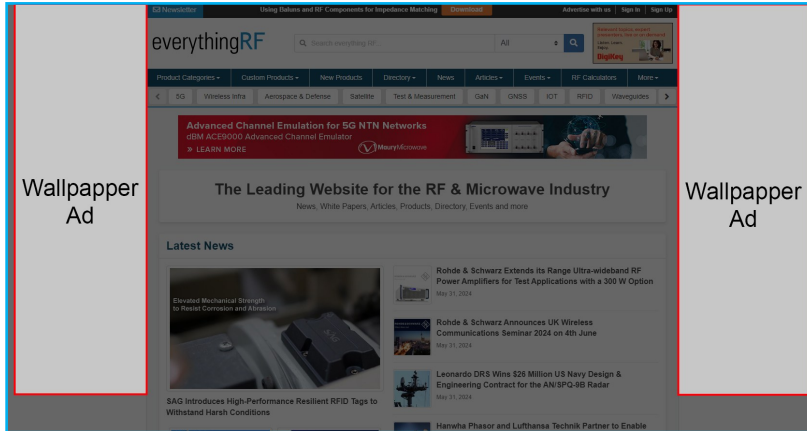 Newsletter
Using Baluns and RF Components for Impedance Matching
Download
Advertise with us | Sign in | Sign Up
everythingRF
Search everything RF
All
DigiKey
Product Categories
Custom Products
New Products
Directory
News
Articles
Events
RF Calculators
More
5G
Wireless Infra
Aerospace & Defense
Satellite
Test & Measurement
GaN
GNSS
IOT
RFID
Waveguides
Advanced Channel Emulation for 5G NTN Networks
dBM ACE9000 Advanced Channel Emulator
» LEARN MORE
MauryMicrowave
Wallpapper
Ad
Wallpapper
Ad
The Leading Website for the RF & Microwave Industry
News, White Papers, Articles, Products, Directory, Events and more
Latest News
Elevated Mechanical Strength
to Resist Corrosion and Abrasion
SAG Introduces High-Performance Resilient RFID Tags to
Withstand Harsh Conditions
Rohde & Schwarz Extends its Range Ultra-wideband RF
Power Amplifiers for Test Applications with a 300 W Option
May 31, 2024
Rohde & Schwarz Announces UK Wireless
Communications Seminar 2024 on 4th June
May 31, 2024
Leonardo DRS Wins $26 Million US Navy Design &
Engineering Contract for the AN/SPQ-9B Radar
May 31, 2024
Hanwha Phasor and Lufthansa Technik Partner to Enable